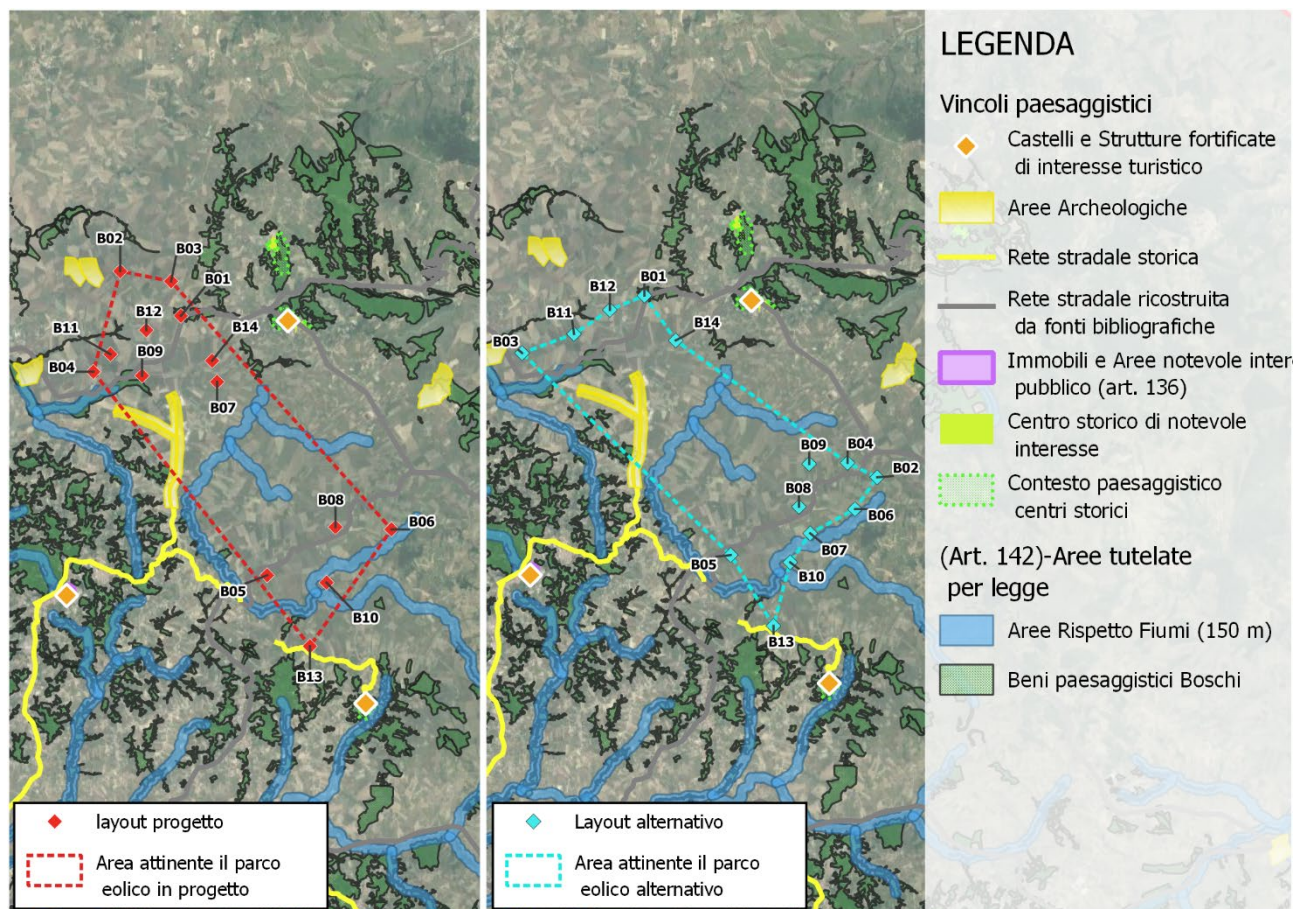 B02
B03
B01
B12
B11
B14
B09
B04
B07
B08
B06
B05
B10
B13
layout progetto
Area attinente il parco
eolico in progetto
B01
B12
B11
B14
B03
B09
B04
B02
B08
B06
B07
B05
B10
B13
Layout alternativo
Area attinente il parco
eolico alternativo
LEGENDA
Vincoli paesaggistici
Castelli e Strutture fortificate
di interesse turistico
Aree Archeologiche
Rete stradale storica
Rete stradale ricostruita
da fonti bibliografiche
Immobili e Aree notevole inter
pubblico (art. 136)
Centro storico di notevole
interesse
Contesto paesaggistico
centri storici
(Art. 142)-Aree tutelate
per legge
Aree Rispetto Fiumi (150 m)
Beni paesaggistici Boschi